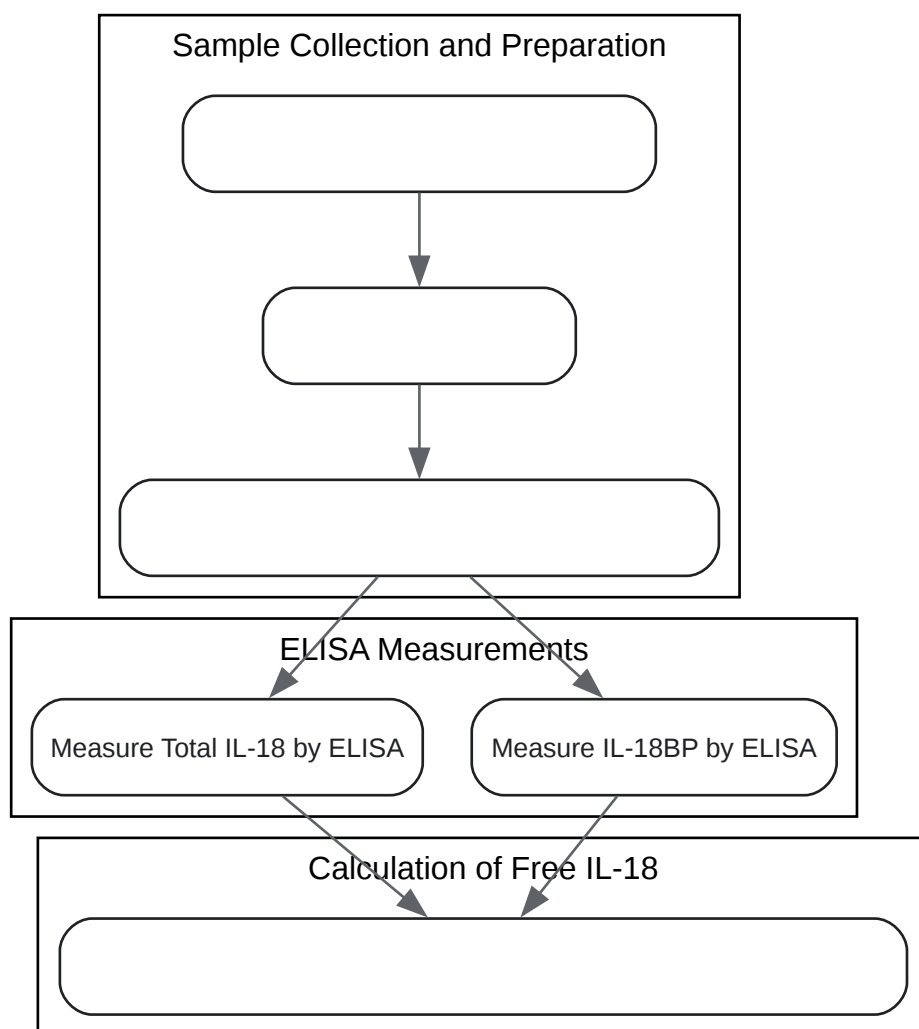 Sample Collection and Preparation
ELISA Measurements
Measure Total IL-18 by ELISA
Measure IL-18BP by ELISA
Calculation of Free IL-18